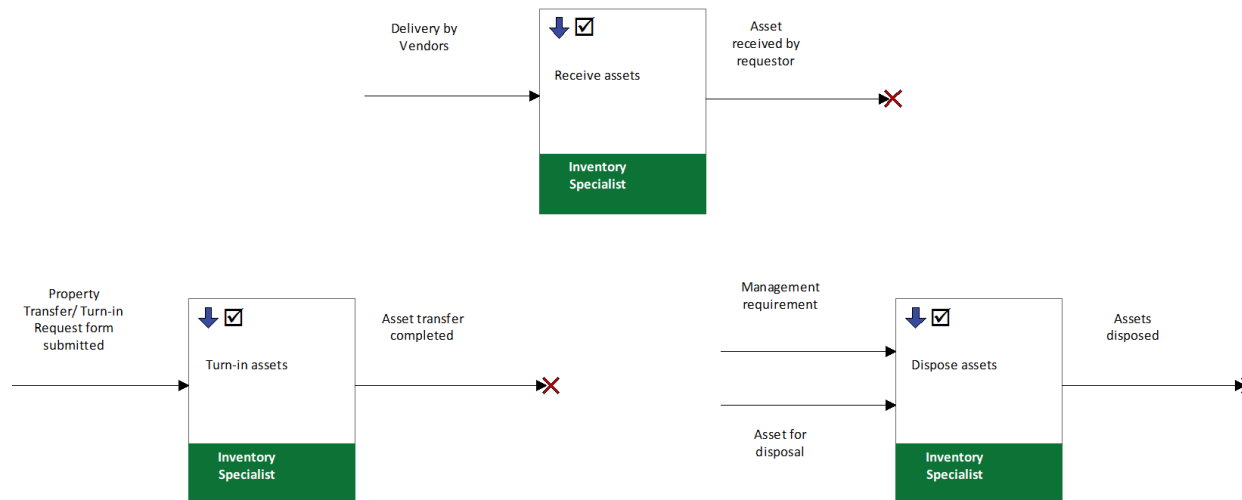 Delivery by
Vendors
Receive assets
Asset
received by
requestor
Inventory
Specialist
Property
Transfer/ Turn-in
Request form
submitted
Turn-in assets
Asset transfer
completed
Inventory
Specialist
Management
requirement
Asset for
disposal
Dispose assets
Assets
disposed
Inventory
Specialist